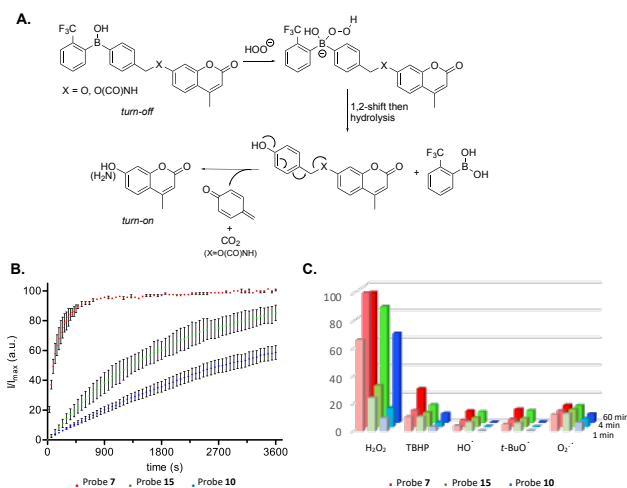 A.
F₃C OH
B
X O O
X = O, O(CO)NH
turn-off
HOO⊖
F₃C HO O-O H
B
⊖
X O O
1,2-shift then
hydrolysis
HO
X O O
+
F₃C OH
B
OH
HO O O
(H₂N)
turn-on
O
+
CO₂
(X=O(CO)NH)
B.
I/Imax (a.u.)
100
80
60
40
20
0
0 900 1800 2700 3600
time (s)
Probe 7 Probe 15 Probe 10
C.
100
80
60
40
20
0
60 min
4 min
1 min
H₂O₂ TBHP HO˙ t-BuO˙ O₂˙⁻
Probe 7 Probe 15 Probe 10